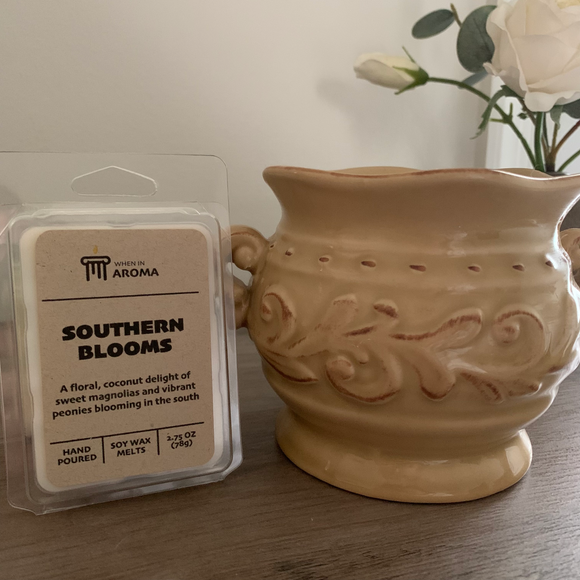 WHEN IN
AROMA
SOUTHERN
BLOOMS
A floral, coconut delight of
sweet magnolias and vibrant
peonies blooming in the south
HAND
POURED
SOY WAX
MELTS
2.75 OZ
(78g)